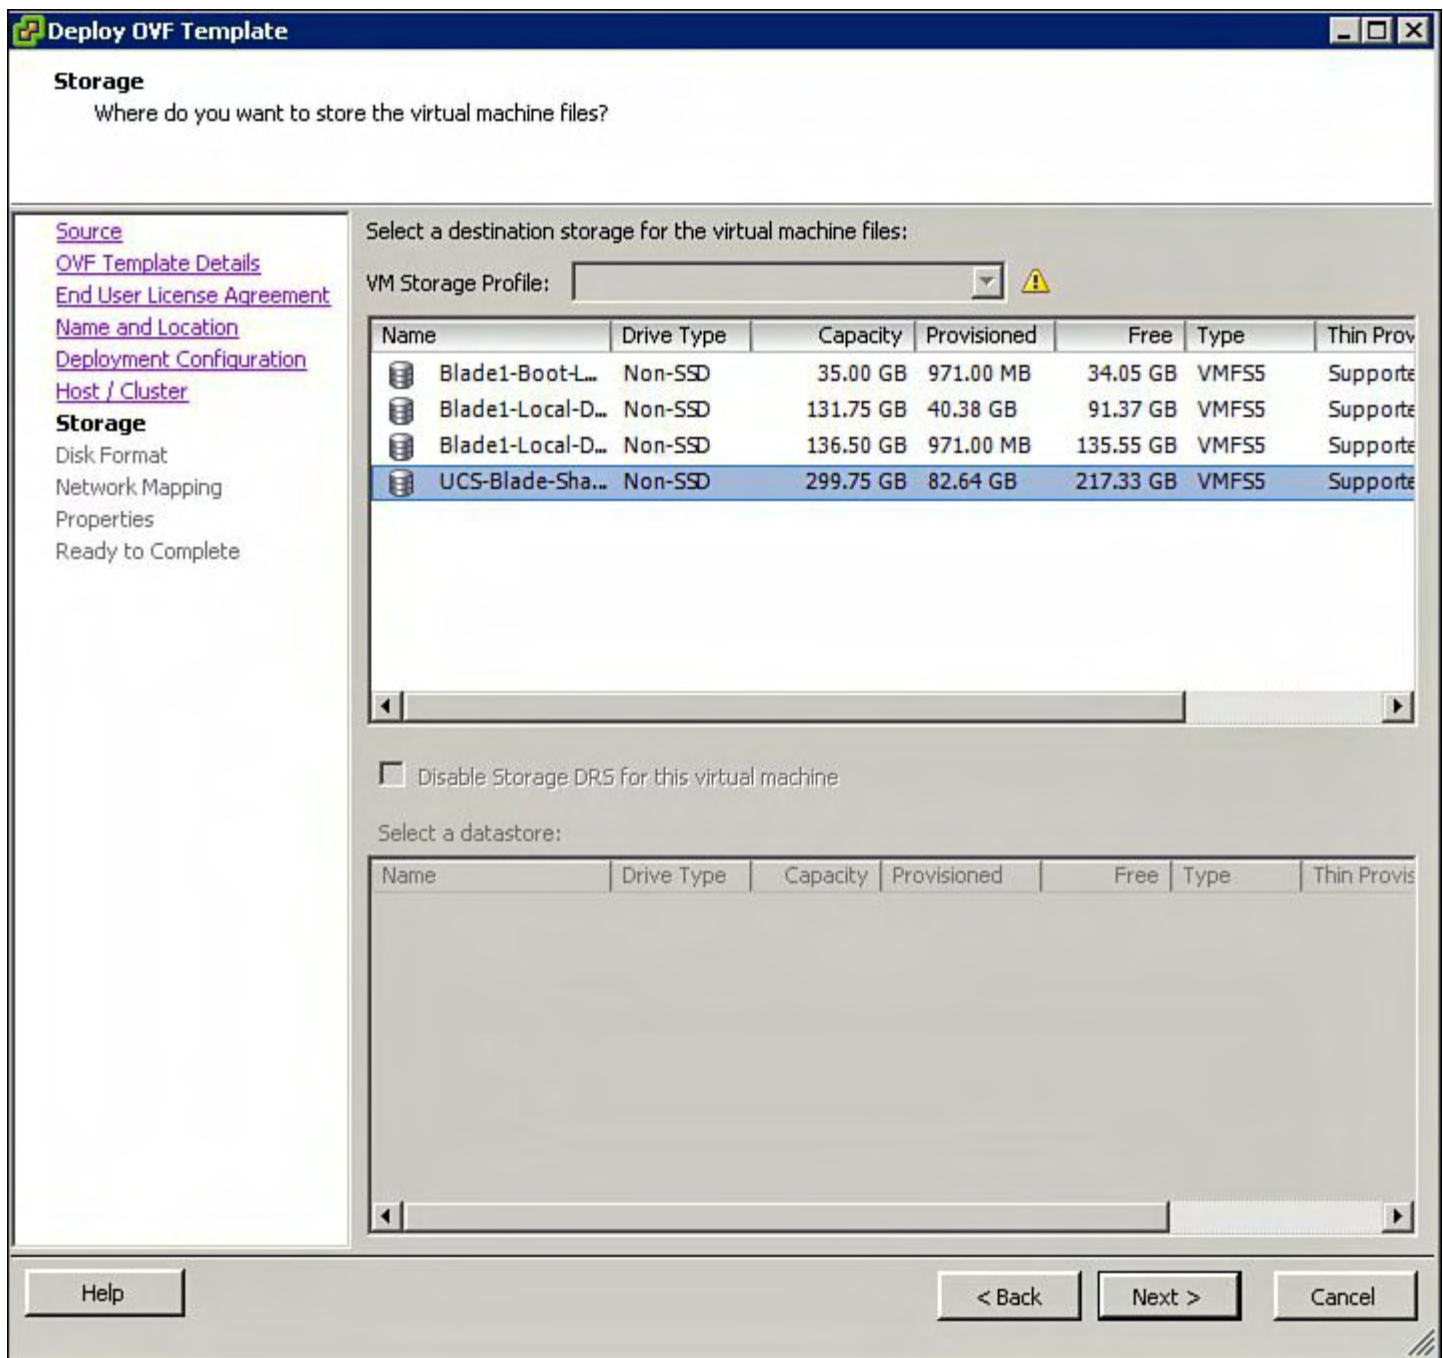 Deploy OVF Template
Storage
Where do you want to store the virtual machine files?
Source
OVF Template Details
End User License Agreement
Name and Location
Deployment Configuration
Host / Cluster
Storage
Disk Format
Network Mapping
Properties
Ready to Complete
Select a destination storage for the virtual machine files:
VM Storage Profile:
Name Drive Type Capacity Provisioned Free Type Thin Prov
Blade1-Boot-L... Non-SSD 35.00 GB 971.00 MB 34.05 GB VMFS5 Supporte
Blade1-Local-D... Non-SSD 131.75 GB 40.38 GB 91.37 GB VMFS5 Supporte
Blade1-Local-D... Non-SSD 136.50 GB 971.00 MB 135.55 GB VMFS5 Supporte
UCS-Blade-Sha... Non-SSD 299.75 GB 82.64 GB 217.33 GB VMFS5 Supporte
Disable Storage DRS for this virtual machine
Select a datastore:
Name Drive Type Capacity Provisioned Free Type Thin Provis
Help < Back Next > Cancel